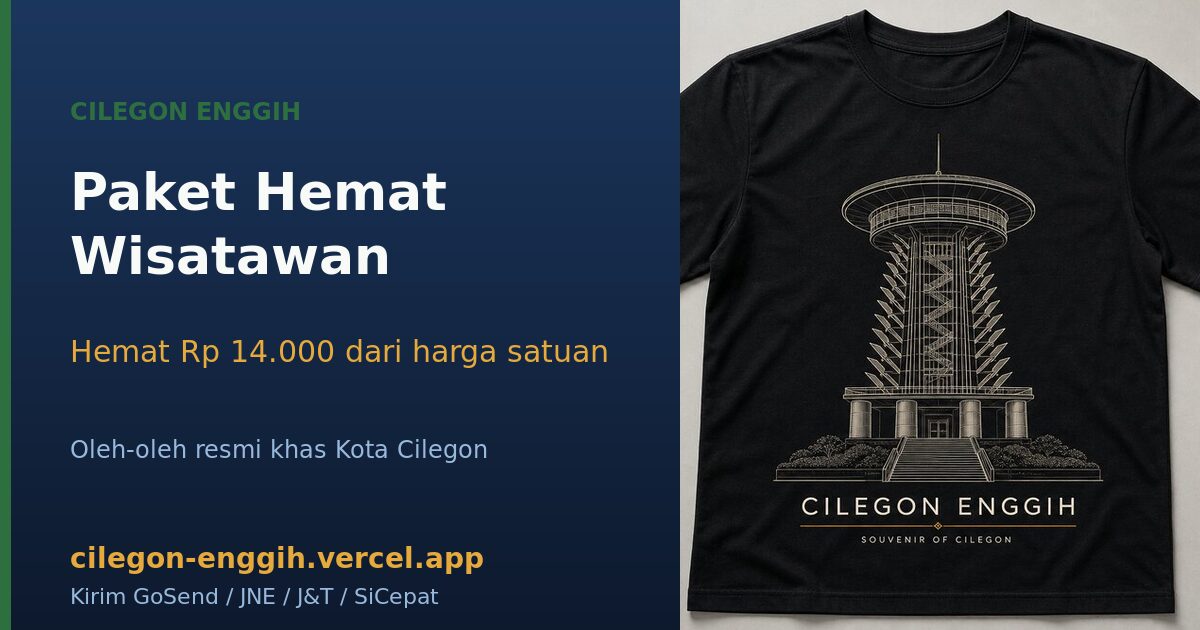 CILEGON ENGGIH
Paket Hemat
Wisatawan
Hemat Rp 14.000 dari harga satuan
Oleh-oleh resmi khas Kota Cilegon
cilegon-enggih.vercel.app
Kirim GoSend / JNE / J&T / SiCepat
CILEGON ENGGIH
SOUVENIR OF CILEGON